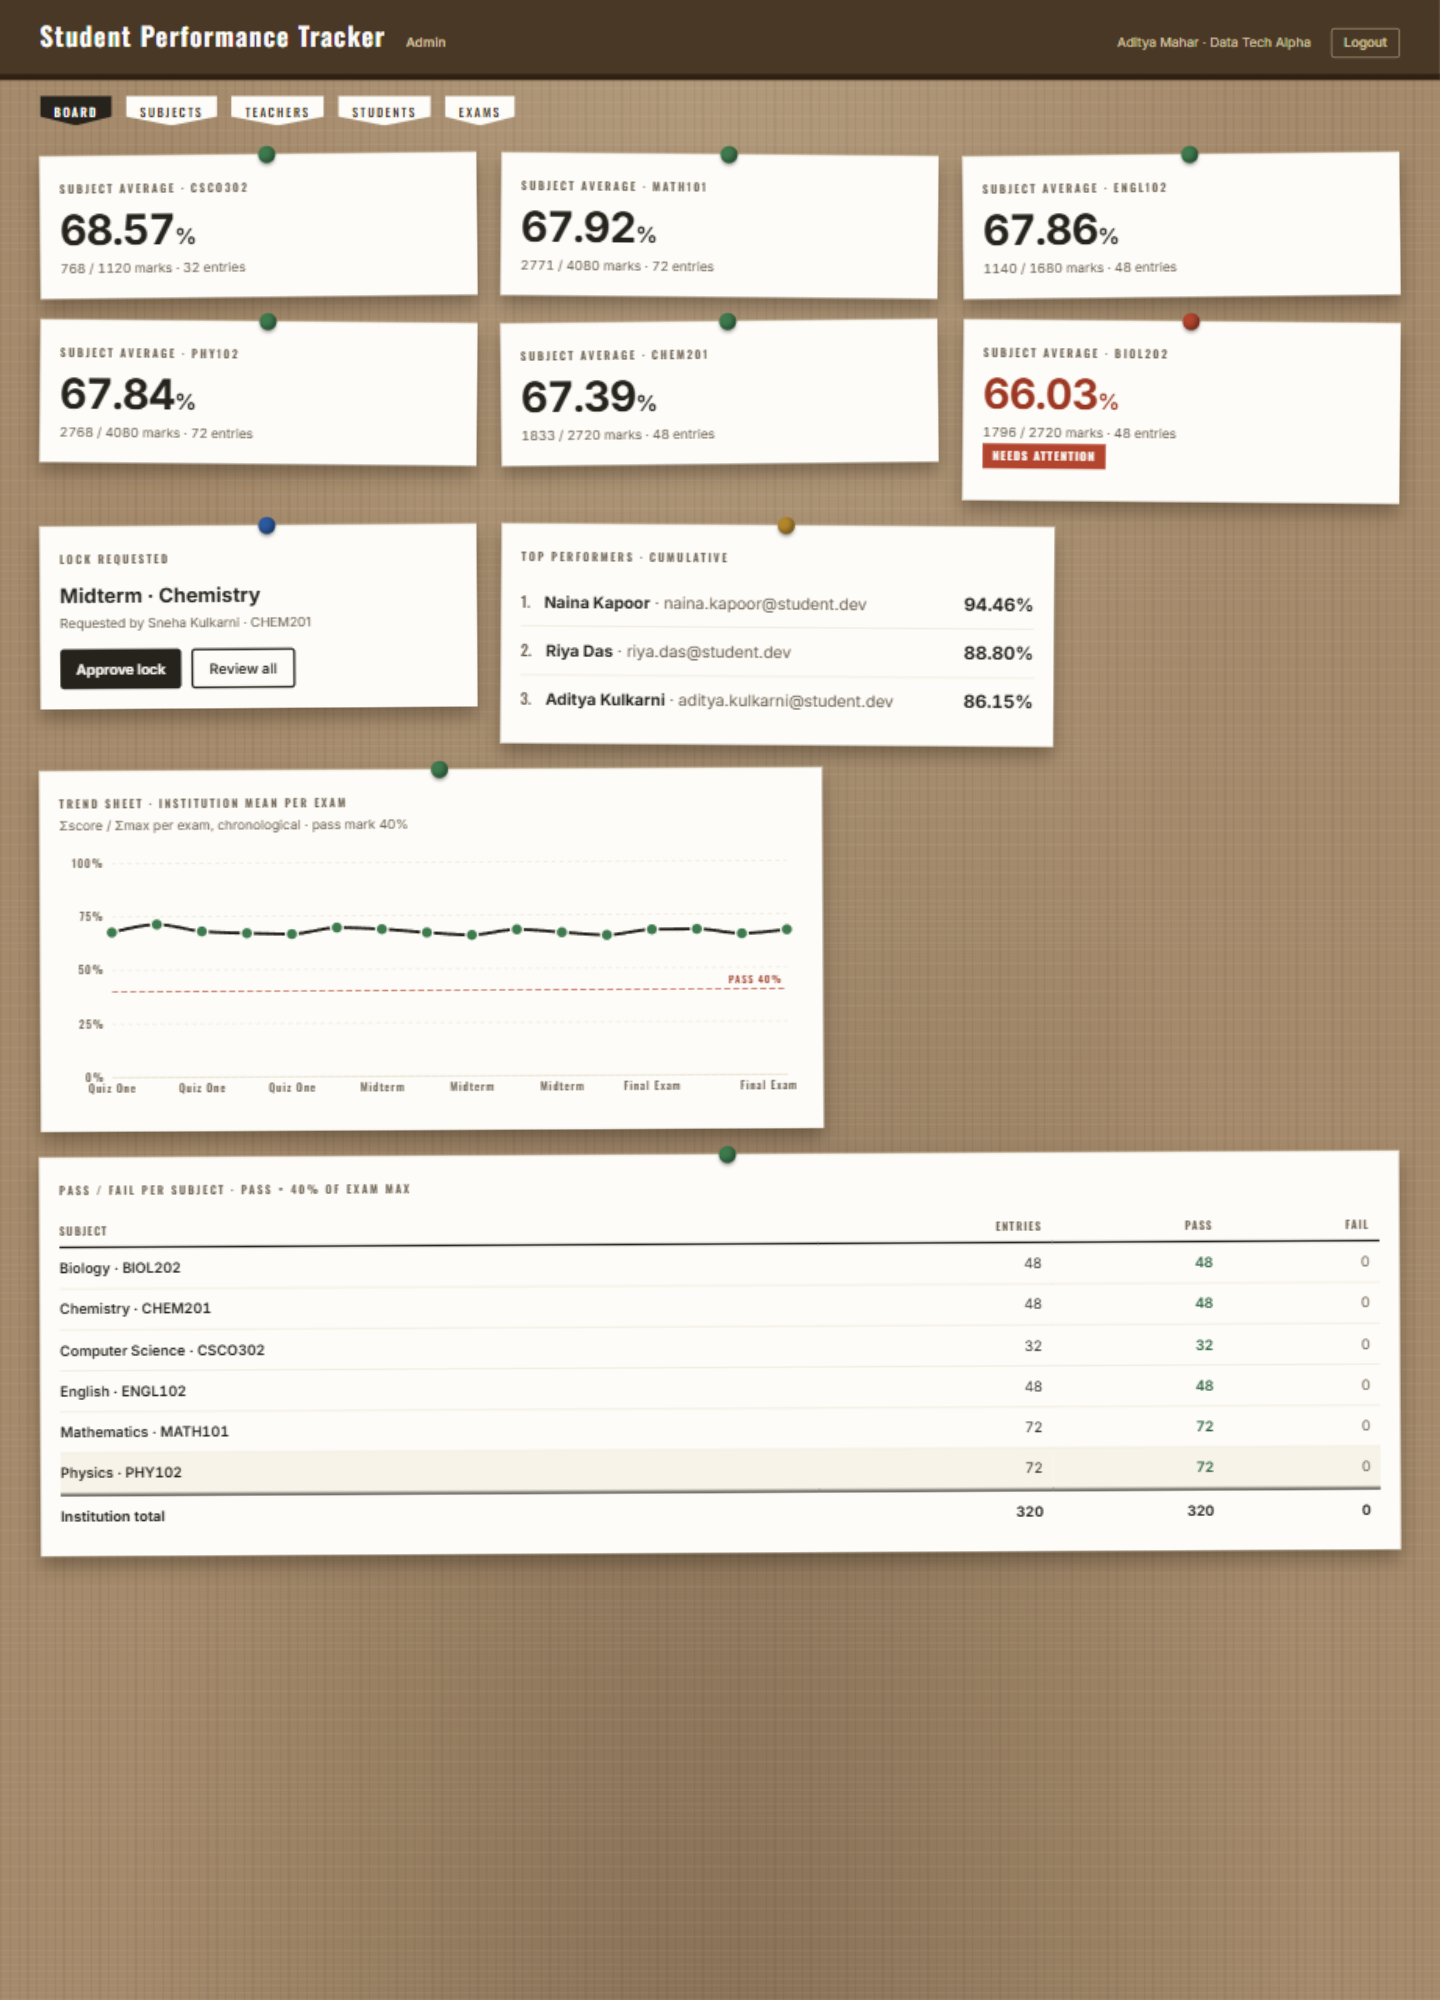 Student Performance Tracker Admin
Aditya Mahar · Data Tech Alpha Logout
BOARD SUBJECTS TEACHERS STUDENTS EXAMS
SUBJECT AVERAGE · CSCO302
68.57%
768 / 1120 marks · 32 entries
SUBJECT AVERAGE · MATH101
67.92%
2771 / 4080 marks · 72 entries
SUBJECT AVERAGE · ENGL102
67.86%
1140 / 1680 marks · 48 entries
SUBJECT AVERAGE · PHY102
67.84%
2768 / 4080 marks · 72 entries
SUBJECT AVERAGE · CHEM201
67.39%
1833 / 2720 marks · 48 entries
SUBJECT AVERAGE · BIOL202
66.03%
1796 / 2720 marks · 48 entries
NEEDS ATTENTION
LOCK REQUESTED
Midterm · Chemistry
Requested by Sneha Kulkarni · CHEM201
Approve lock Review all
TOP PERFORMERS · CUMULATIVE
1. Naina Kapoor · naina.kapoor@student.dev 94.46%
2. Riya Das · riya.das@student.dev 88.80%
3. Aditya Kulkarni · aditya.kulkarni@student.dev 86.15%
TREND SHEET · INSTITUTION MEAN PER EXAM
Σscore / Σmax per exam, chronological · pass mark 40%
100%
75%
50%
PASS 40%
25%
0%
Quiz One Quiz One Quiz One Midterm Midterm Midterm Final Exam Final Exam
PASS / FAIL PER SUBJECT · PASS = 40% OF EXAM MAX
SUBJECT ENTRIES PASS FAIL
Biology · BIOL202 48 48 0
Chemistry · CHEM201 48 48 0
Computer Science · CSCO302 32 32 0
English · ENGL102 48 48 0
Mathematics · MATH101 72 72 0
Physics · PHY102 72 72 0
Institution total 320 320 0